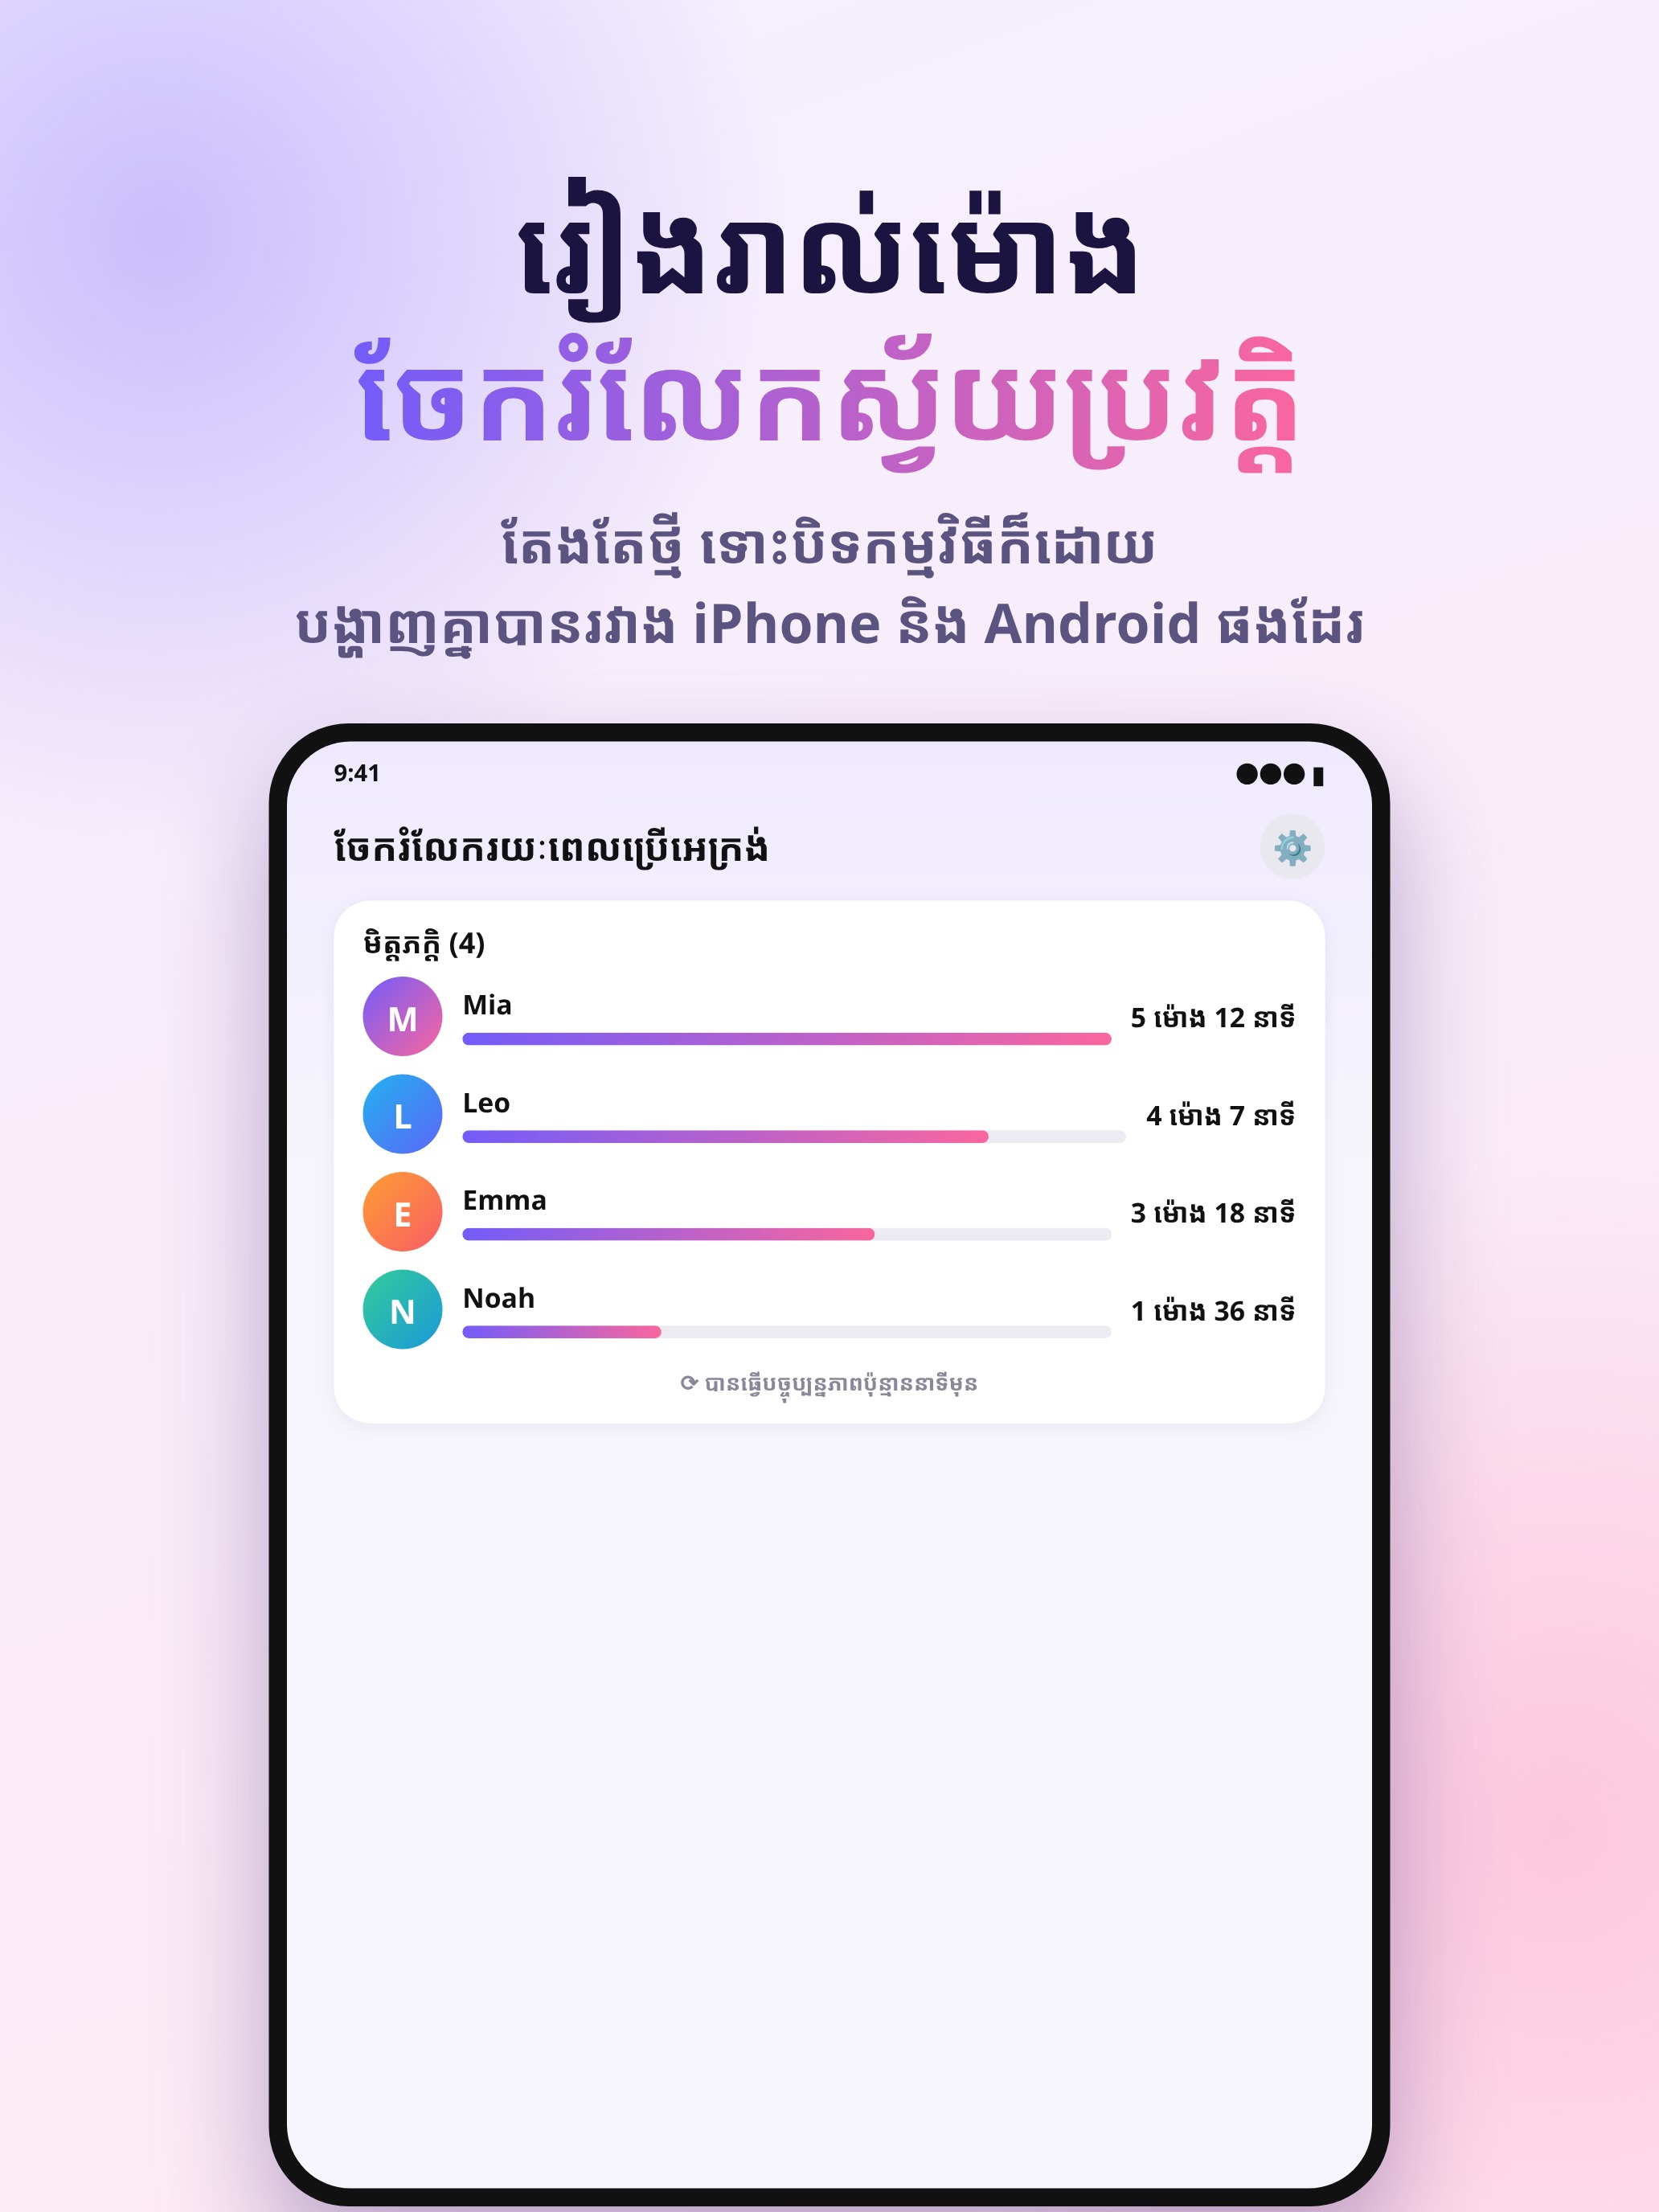 រៀងរាល់ម៉ោង
ចែករំលែកស្វ័យប្រវត្តិ
តែងតែថ្មី ទោះបិទកម្មវិធីក៏ដោយ
បង្ហាញគ្នាបានរវាង iPhone និង Android ផងដែរ
9:41
ចែករំលែករយៈពេលប្រើអេក្រង់
មិត្តភក្តិ (4)
M
Mia
5 ម៉ោង 12 នាទី
L
Leo
4 ម៉ោង 7 នាទី
E
Emma
3 ម៉ោង 18 នាទី
N
Noah
1 ម៉ោង 36 នាទី
⟳ បានធ្វើបច្ចុប្បន្នភាពប៉ុន្មាននាទីមុន